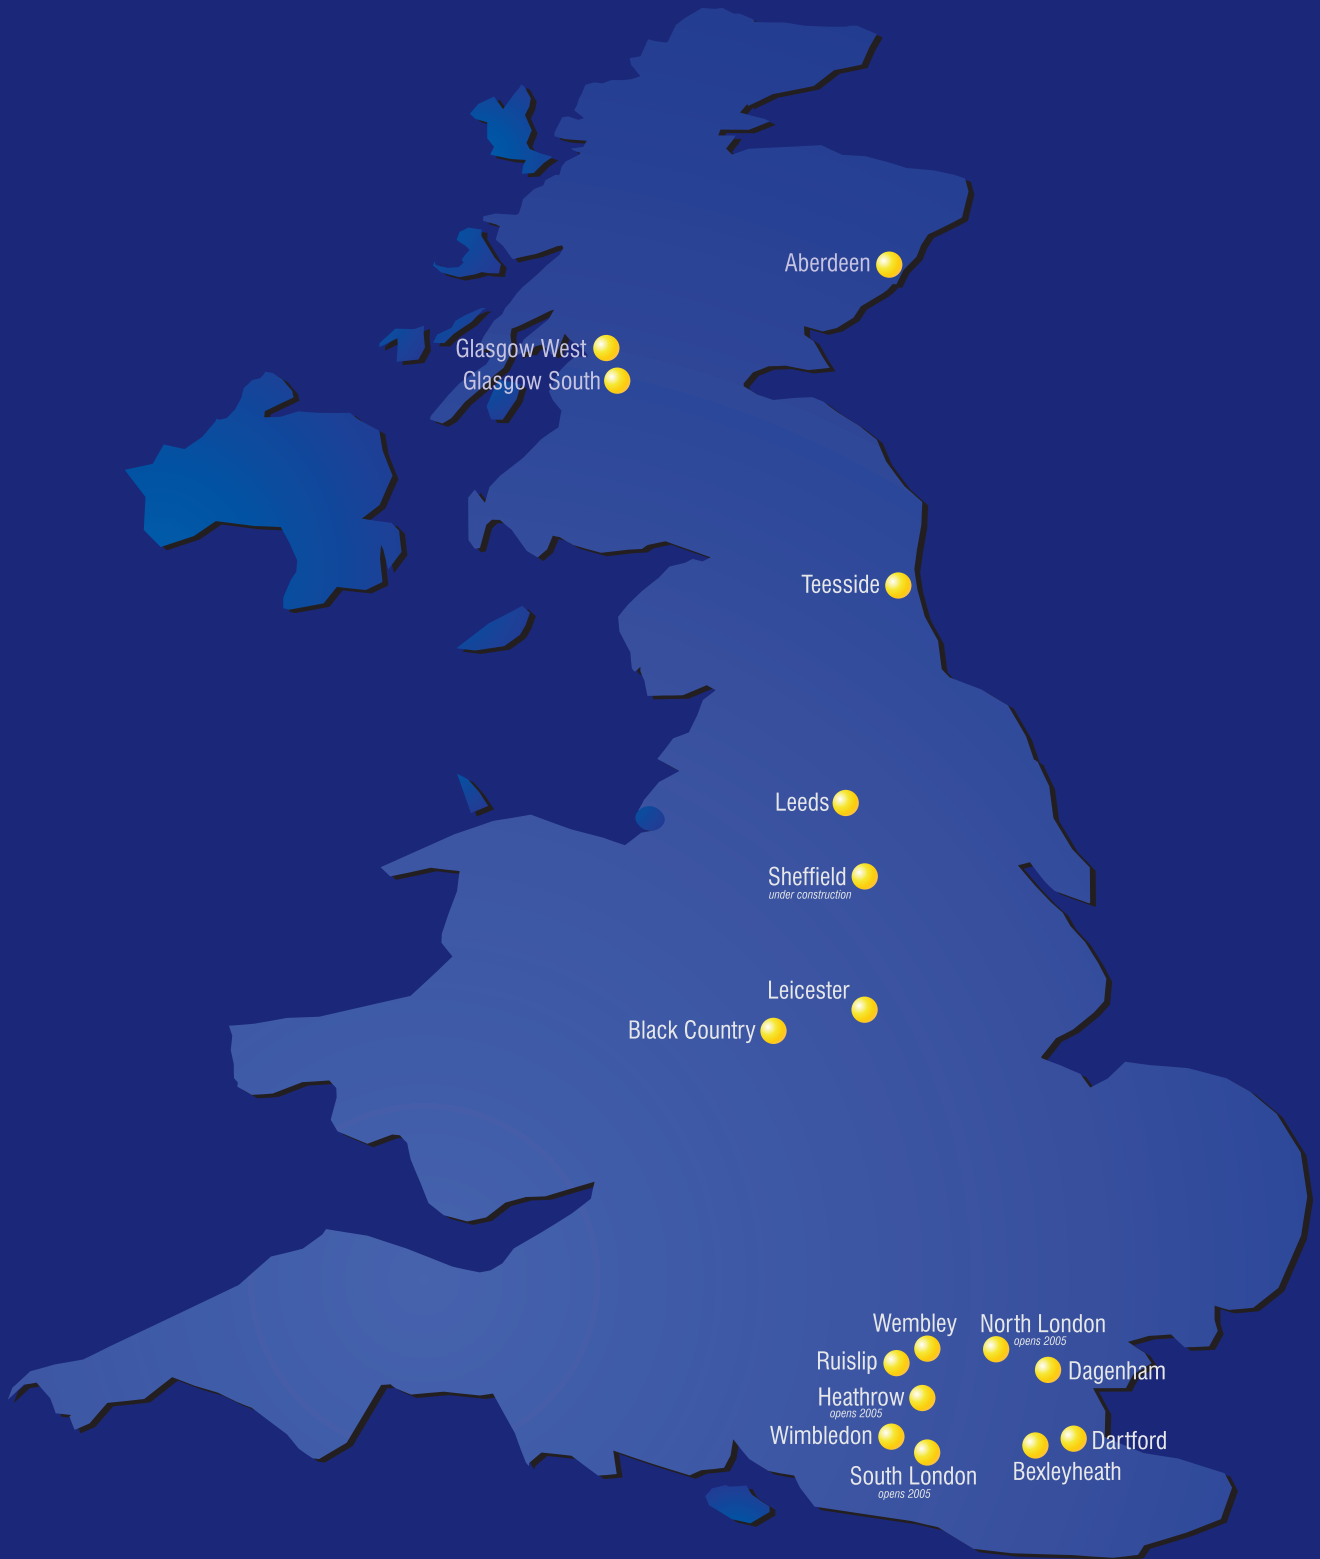 Aberdeen
Glasgow West
Glasgow South
Teesside
Leeds
Sheffield
under construction
Leicester
Black Country
Wembley
North London
opens 2005
Ruislip
Dagenham
Heathrow
opens 2005
Wimbledon
Dartford
South London
opens 2005
Bexleyheath